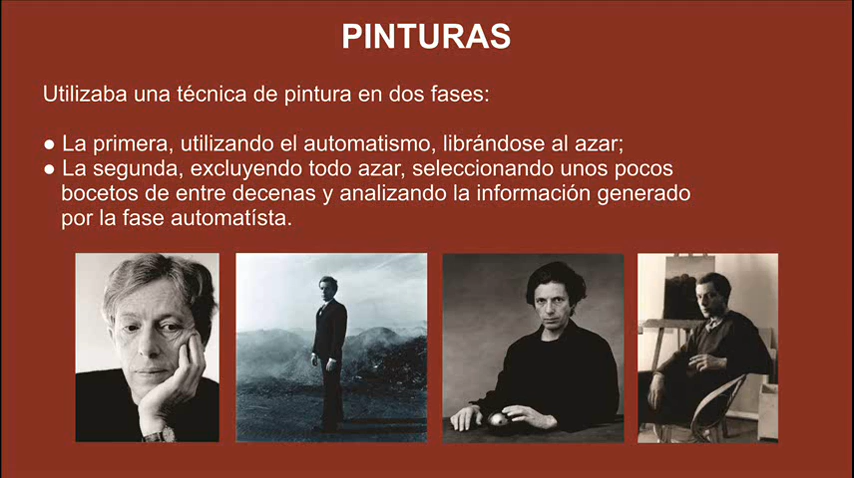 PINTURAS
Utilizaba una técnica de pintura en dos fases:
● La primera, utilizando el automatismo, librándose al azar;
● La segunda, excluyendo todo azar, seleccionando unos pocos
bocetos de entre decenas y analizando la información generado
por la fase automatísta.